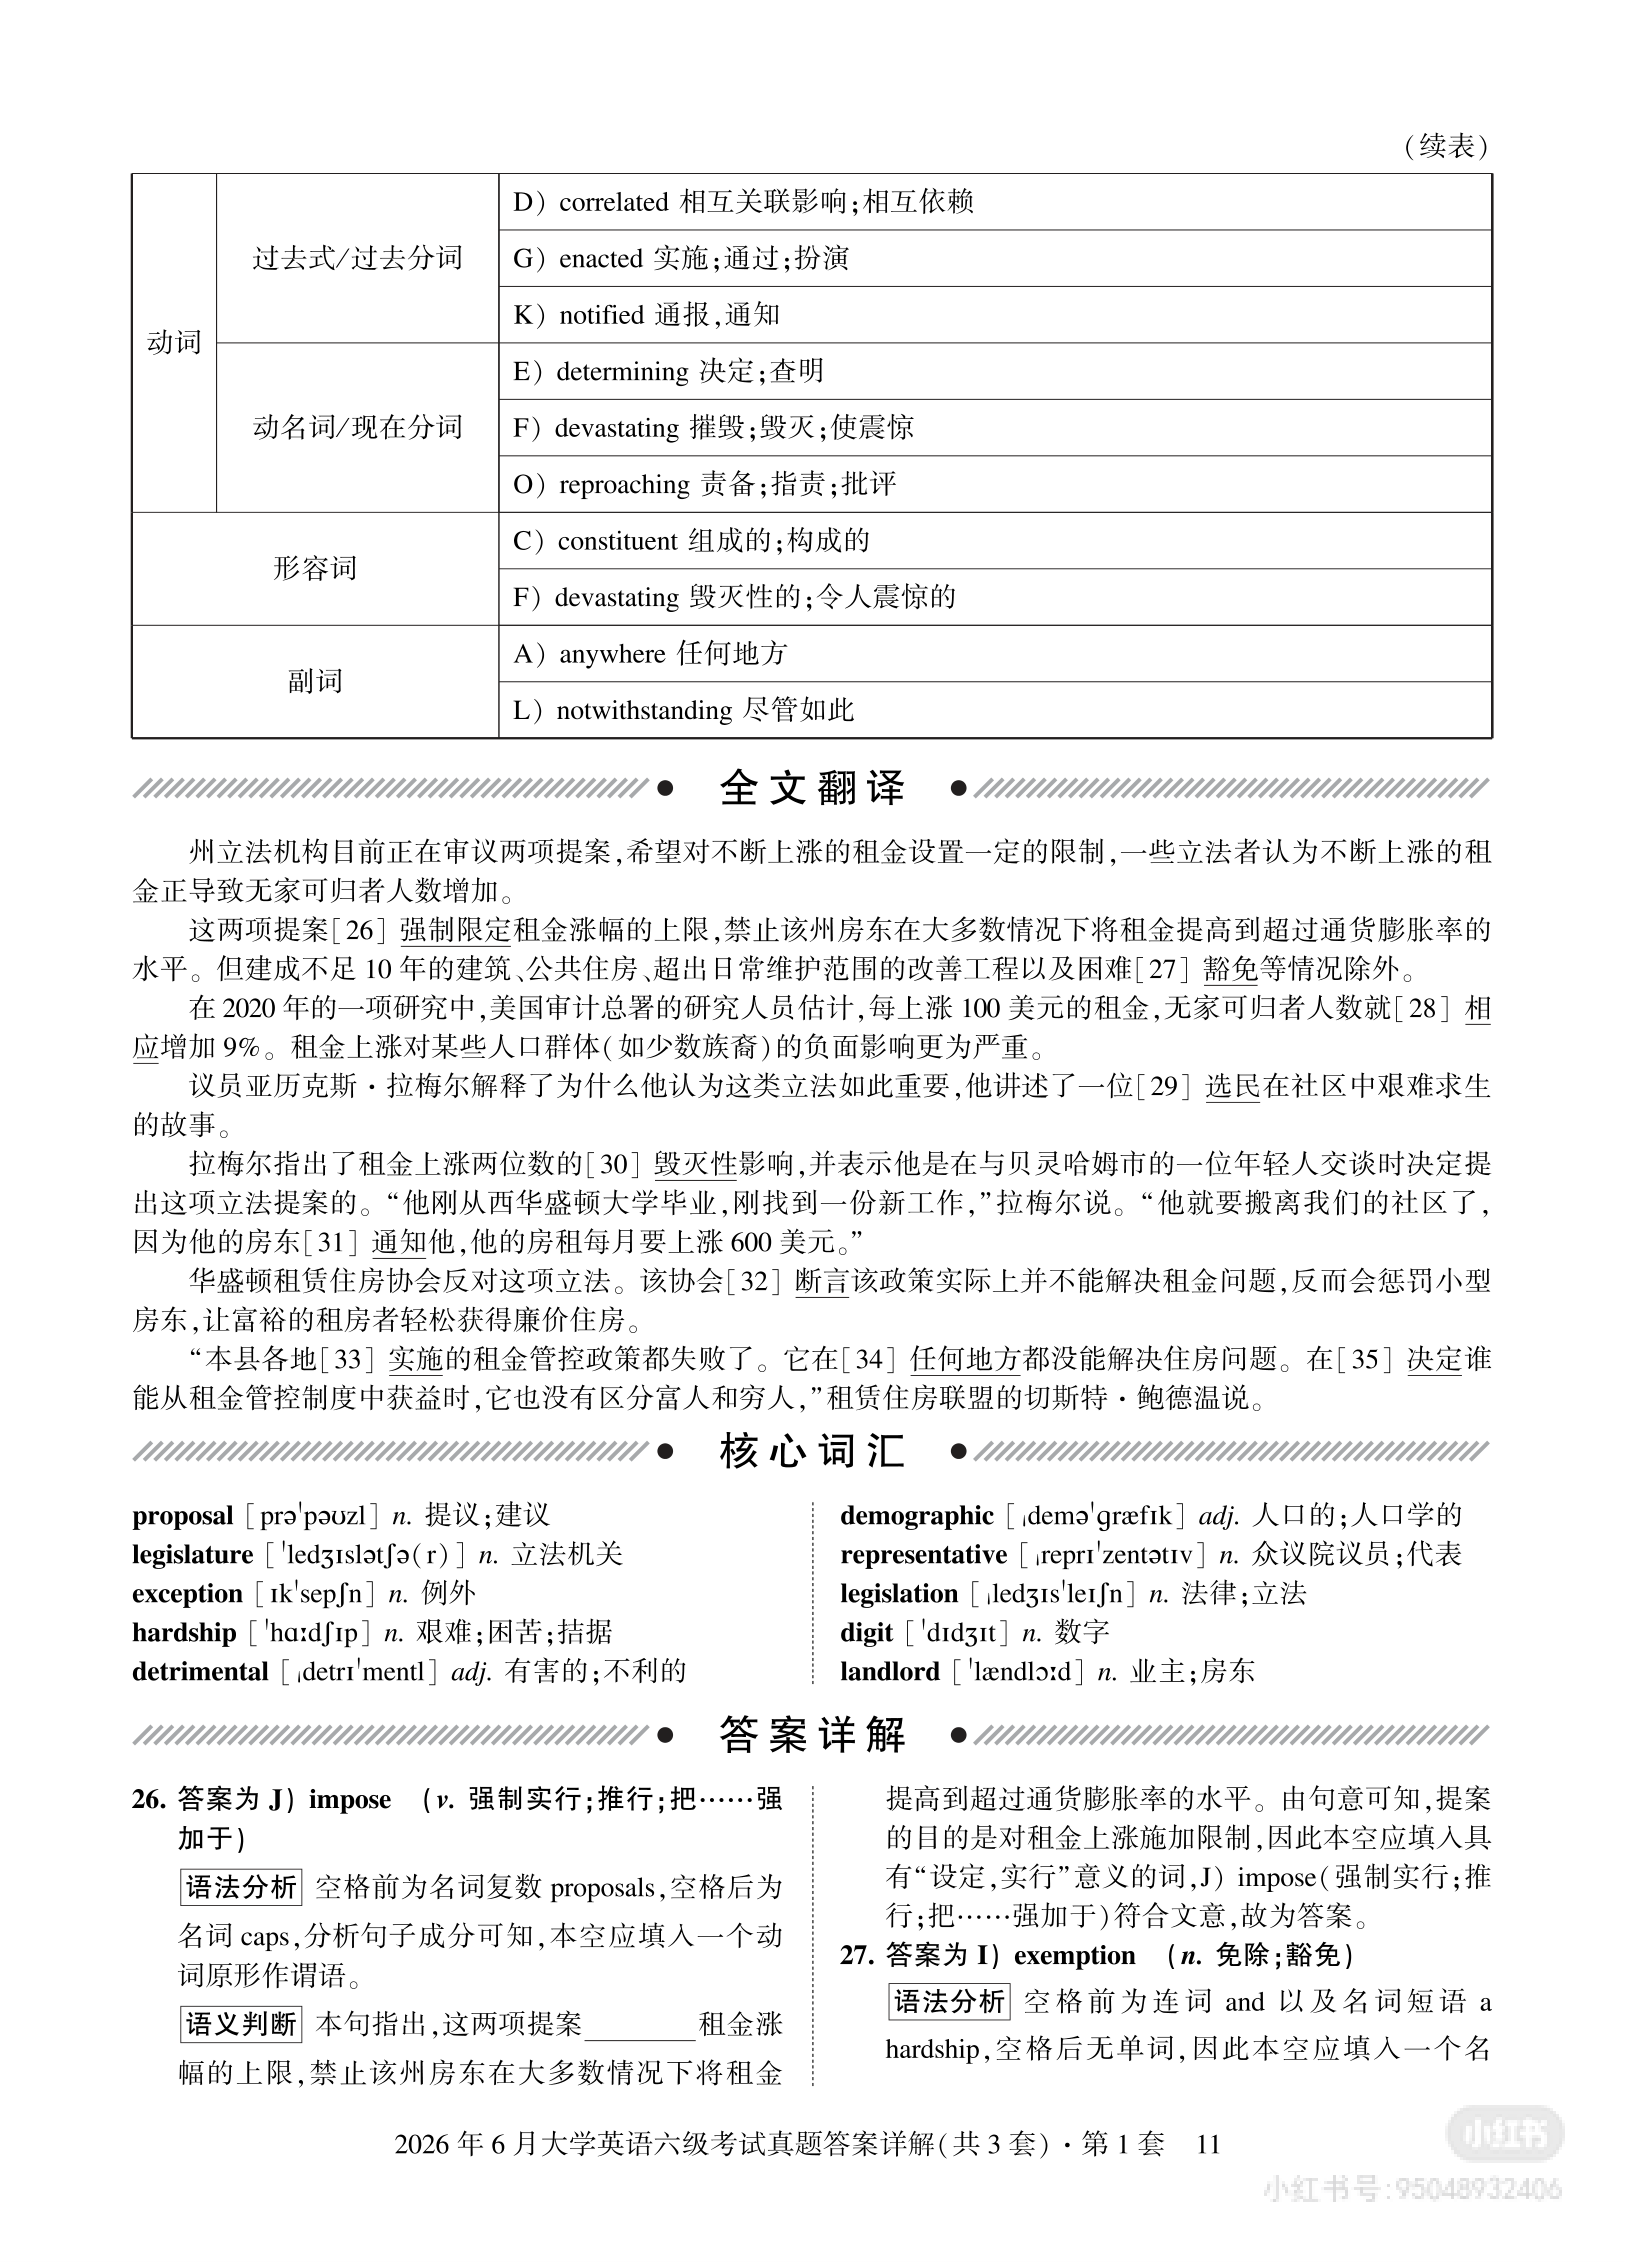 (续表)
动词
过去式/过去分词
D) correlated 相互关联影响;相互依赖
G) enacted 实施;通过;扮演
K) notified 通报,通知
动名词/现在分词
E) determining 决定;查明
F) devastating 摧毁;毁灭;使震惊
O) reproaching 责备;指责;批评
形容词
C) constituent 组成的;构成的
F) devastating 毁灭性的;令人震惊的
副词
A) anywhere 任何地方
L) notwithstanding 尽管如此
全文翻译
州立法机构目前正在审议两项提案,希望对不断上涨的租金设置一定的限制,一些立法者认为不断上涨的租
金正导致无家可归者人数增加。
这两项提案[26] 强制限定租金涨幅的上限,禁止该州房东在大多数情况下将租金提高到超过通货膨胀率的
水平。但建成不足 10 年的建筑、公共住房、超出日常维护范围的改善工程以及困难[27] 豁免等情况除外。
在 2020 年的一项研究中,美国审计总署的研究人员估计,每上涨 100 美元的租金,无家可归者人数就[28] 相
应增加 9%。租金上涨对某些人口群体(如少数族裔)的负面影响更为严重。
议员亚历克斯·拉梅尔解释了为什么他认为这类立法如此重要,他讲述了一位[29] 选民在社区中艰难求生
的故事。
拉梅尔指出了租金上涨两位数的[30] 毁灭性影响,并表示他是在与贝灵哈姆市的一位年轻人交谈时决定提
出这项立法提案的。“他刚从西华盛顿大学毕业,刚找到一份新工作,”拉梅尔说。“他就要搬离我们的社区了,
因为他的房东[31] 通知他,他的房租每月要上涨 600 美元。”
华盛顿租赁住房协会反对这项立法。该协会[32] 断言该政策实际上并不能解决租金问题,反而会惩罚小型
房东,让富裕的租房者轻松获得廉价住房。
“本县各地[33] 实施的租金管控政策都失败了。它在[34] 任何地方都没能解决住房问题。在[35] 决定谁
能从租金管控制度中获益时,它也没有区分富人和穷人,”租赁住房联盟的切斯特·鲍德温说。
核心词汇
proposal [prəˈpəʊzl] n. 提议;建议
legislature [ˈledʒɪslətʃə(r)] n. 立法机关
exception [ɪkˈsepʃn] n. 例外
hardship [ˈhɑːdʃɪp] n. 艰难;困苦;拮据
detrimental [ˌdetrɪˈmentl] adj. 有害的;不利的
demographic [ˌdeməˈɡræfɪk] adj. 人口的;人口学的
representative [ˌreprɪˈzentətɪv] n. 众议院议员;代表
legislation [ˌledʒɪsˈleɪʃn] n. 法律;立法
digit [ˈdɪdʒɪt] n. 数字
landlord [ˈlændlɔːd] n. 业主;房东
答案详解
26. 答案为 J) impose (v. 强制实行;推行;把……强
加于)
语法分析 空格前为名词复数 proposals,空格后为
名词 caps,分析句子成分可知,本空应填入一个动
词原形作谓语。
语义判断 本句指出,这两项提案________租金涨
幅的上限,禁止该州房东在大多数情况下将租金
提高到超过通货膨胀率的水平。由句意可知,提案
的目的是对租金上涨施加限制,因此本空应填入具
有“设定,实行”意义的词,J) impose(强制实行;推
行;把……强加于)符合文意,故为答案。
27. 答案为 I) exemption (n. 免除;豁免)
语法分析 空格前为连词 and 以及名词短语 a
hardship,空格后无单词,因此本空应填入一个名
2026 年 6 月大学英语六级考试真题答案详解(共 3 套)·第 1 套 11
小红书
小红书号:95048932406